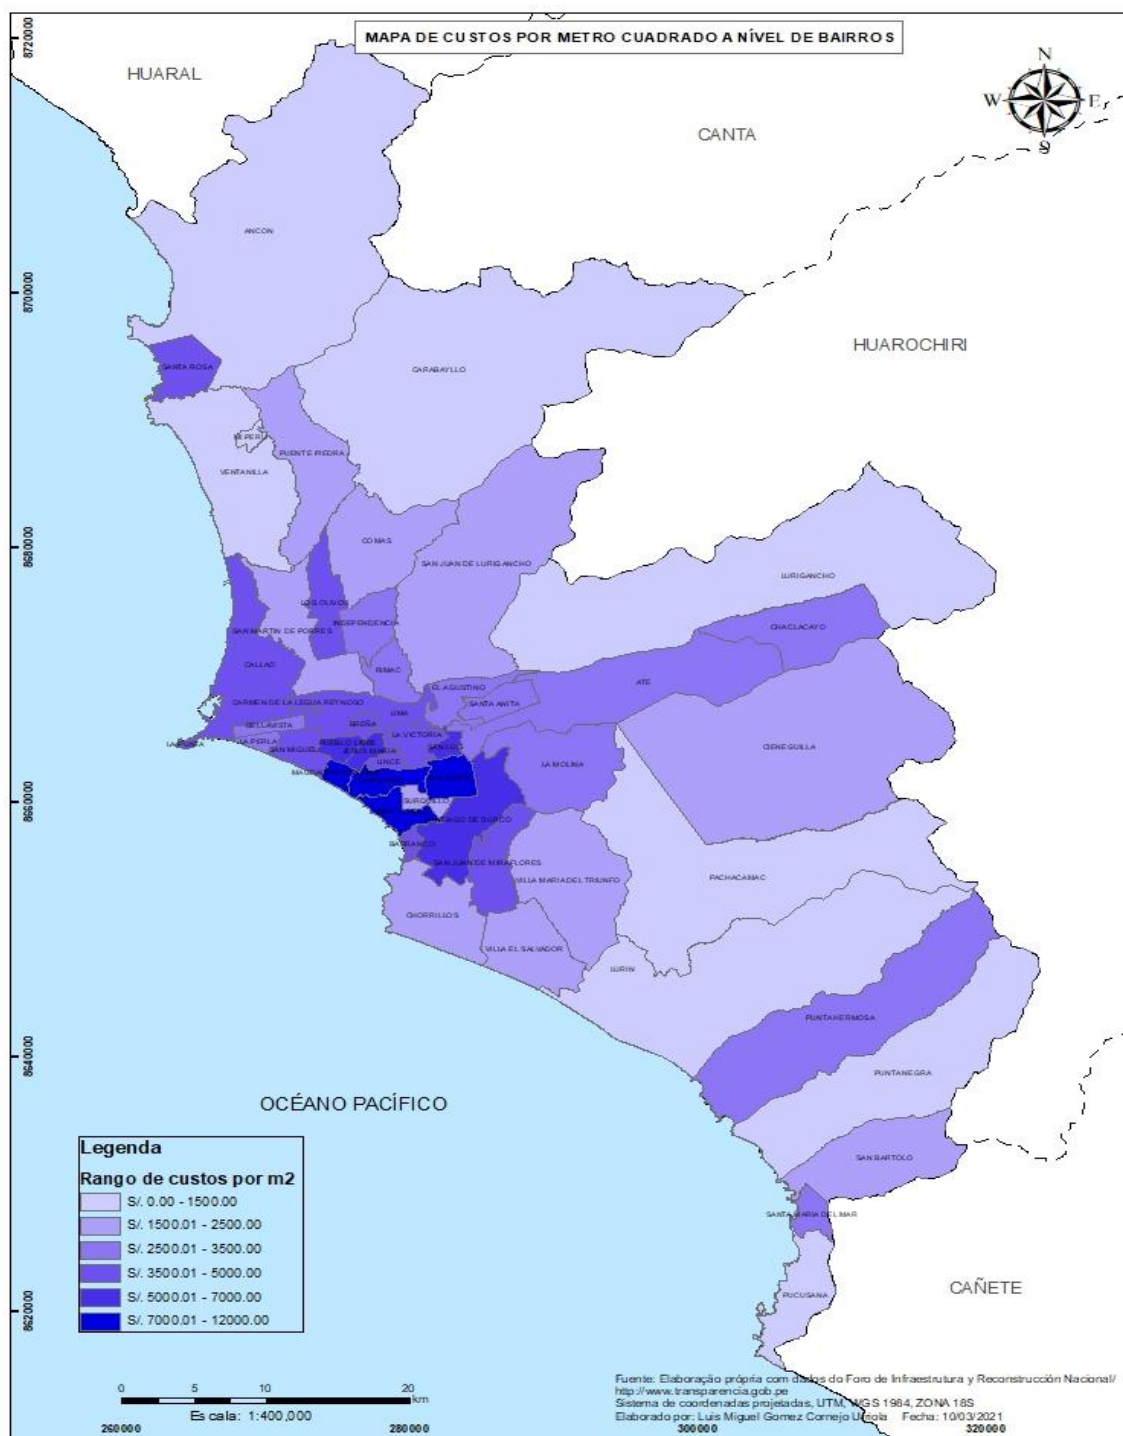 MAPA DE CUSTOS POR METRO CUADRADO A NÍVEL DE BAIRROS
N
W
E
S
8720000
8700000
8680000
8660000
8640000
8620000
HUARAL
CANTA
HUAROCHIRI
ANCON
SANTA ROSA
CARABAYLLO
PUENTE PIEDRA
VENTANILLA
COMAS
SAN JUAN DE LURIGANCHO
LURIGANCHO
LOS OLIVOS
INDEPENDENCIA
SAN MARTIN DE PORRES
CHACLACAYO
CALLAO
RIMAC
ATE
EL AGUSTINO
SANTA ANITA
CARMEN DE LA LEGUA REYNOSO
LIMA
BELLAVISTA
BREÑA
LA VICTORIA
LA PERLA
SAN LUIS
SAN MIGUEL
LINCE
CIENEGUILLA
LA MOLINA
SURQUILLO
BARRANCO
SAN JUAN DE MIRAFLORES
VILLA MARIA DEL TRIUNFO
PACHACAMAC
CHORRILLOS
VILLA EL SALVADOR
LURIN
PUNTA HERMOSA
PUNTA NEGRA
SAN BARTOLO
SANTA MARIA DEL MAR
PUCUSANA
CAÑETE
OCÉANO PACÍFICO
Legenda
Rango de custos por m2
S/. 0.00 - 1500.00
S/. 1500.01 - 2500.00
S/. 2500.01 - 3500.00
S/. 3500.01 - 5000.00
S/. 5000.01 - 7000.00
S/. 7000.01 - 12000.00
0 5 10 20
km
Escala: 1:400,000
Fuente: Elaboração própria com dados do Foro de Infraestrutura y Reconstrucción Nacional/
http://www.transparencia.gob.pe
Sistema de coordenadas projetadas, UTM, WGS 1984, ZONA 18S
Elaborado por: Luis Miguel Gomez Cornejo Fecha: 10/03/2021
260000 280000 300000 320000